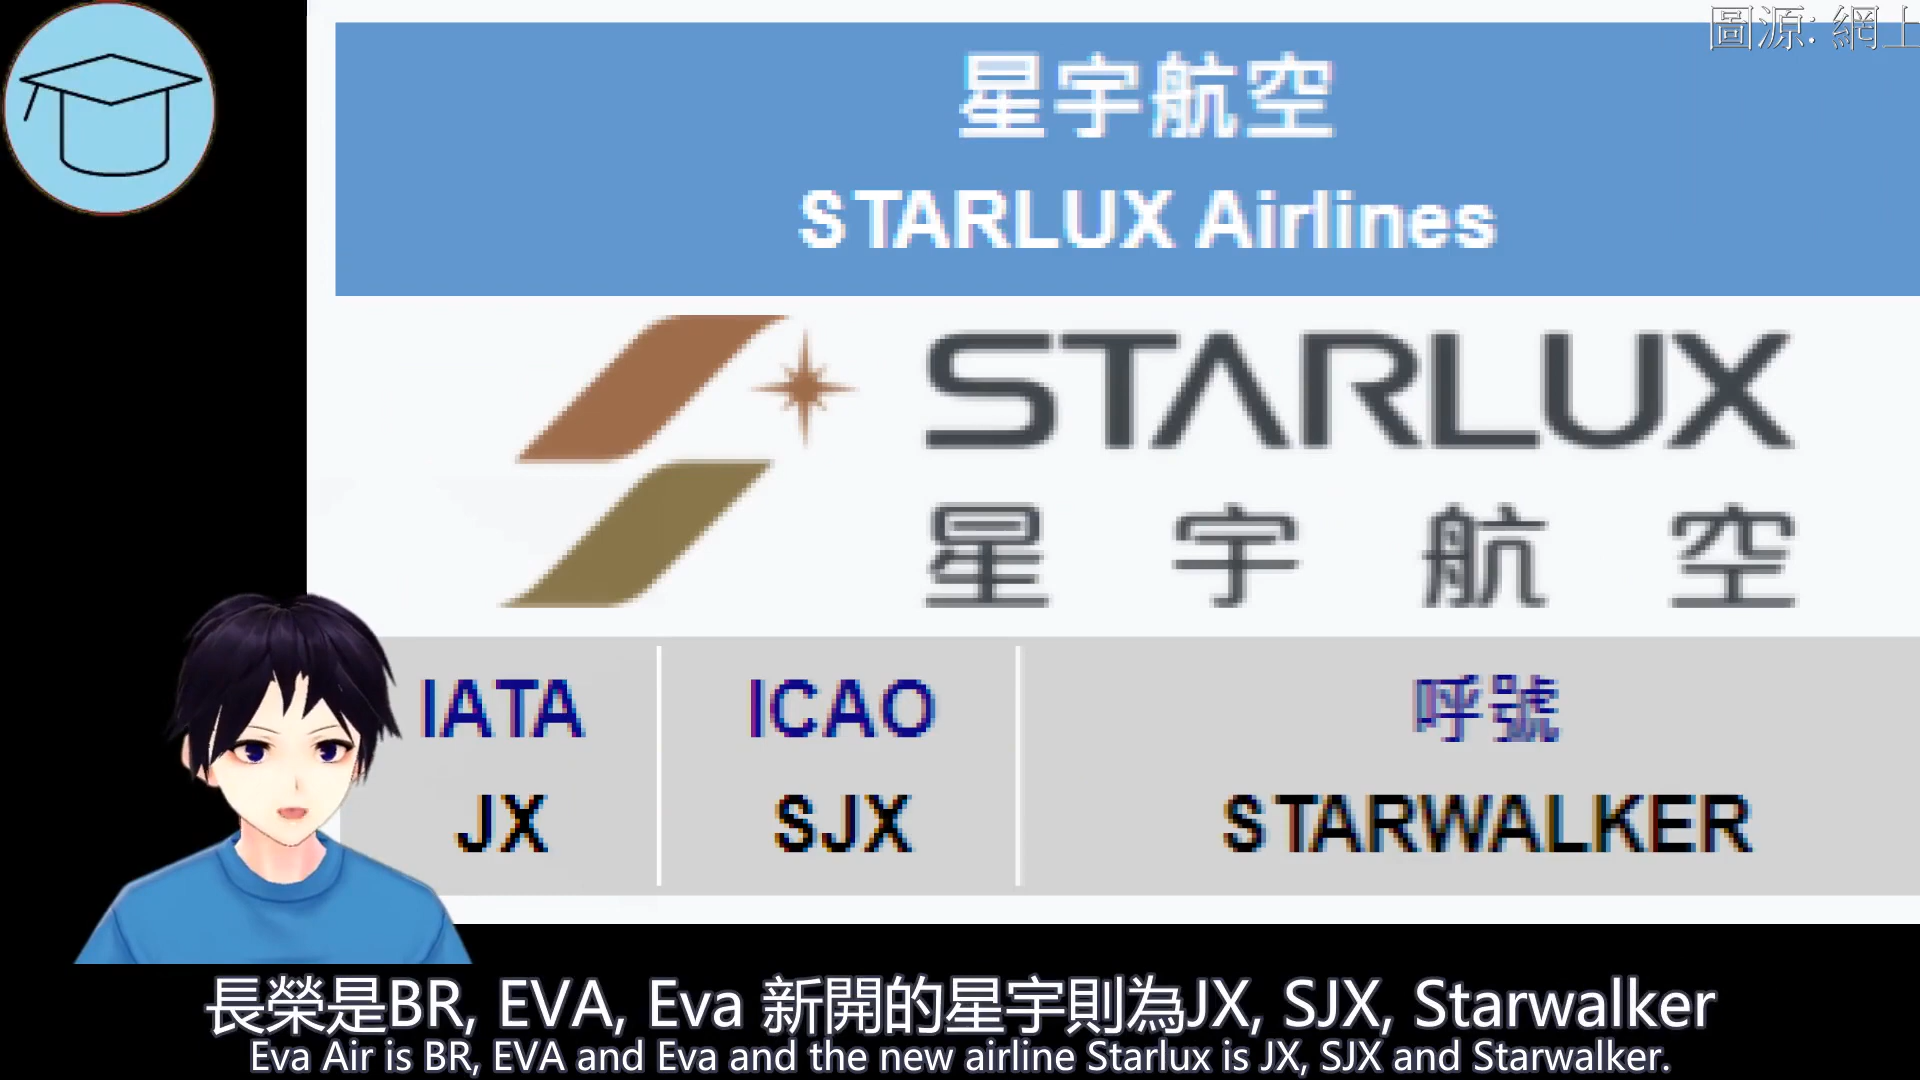 圖源: 網上
星宇航空
STARLUX Airlines
STARLUX
星宇航空
IATA ICAO 呼號
JX SJX STARWALKER
長榮是BR, EVA, Eva 新開的星宇則為JX, SJX, Starwalker
Eva Air is BR, EVA and Eva and the new airline Starlux is JX, SJX and Starwalker.